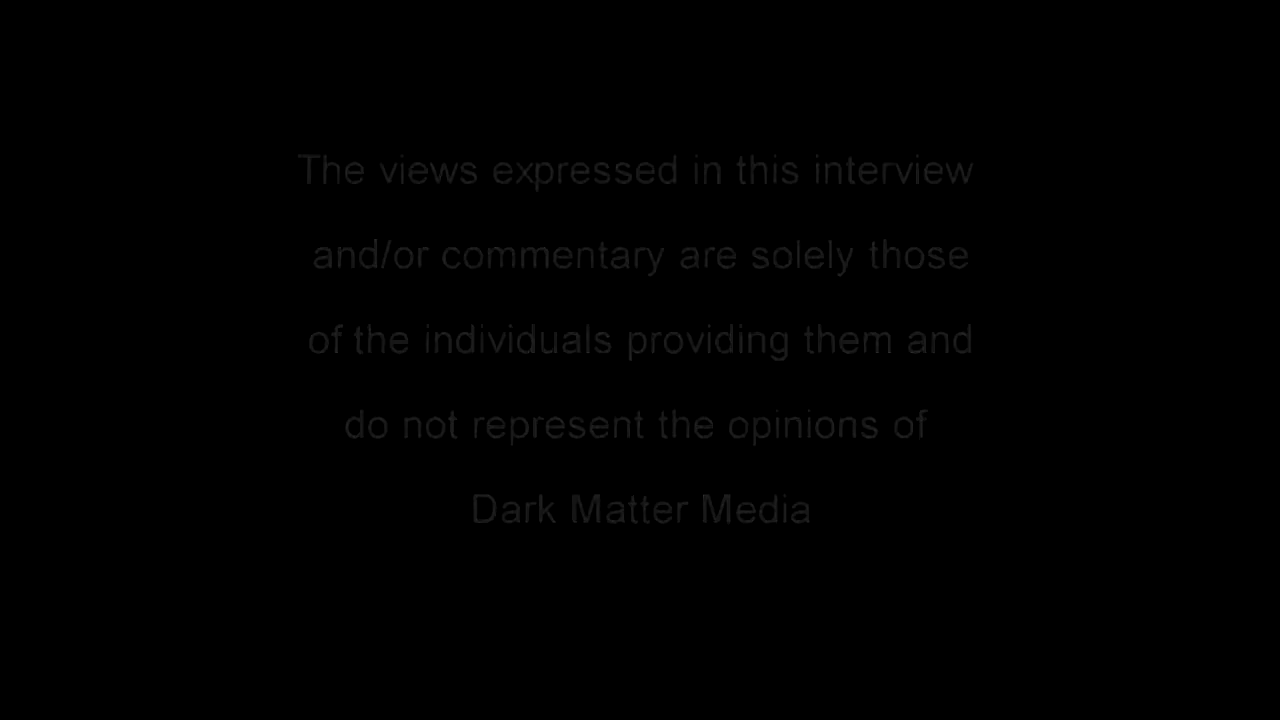 The views expressed in this interview
and/or commentary are solely those
of the individuals providing them and
do not represent the opinions of
Dark Matter Media